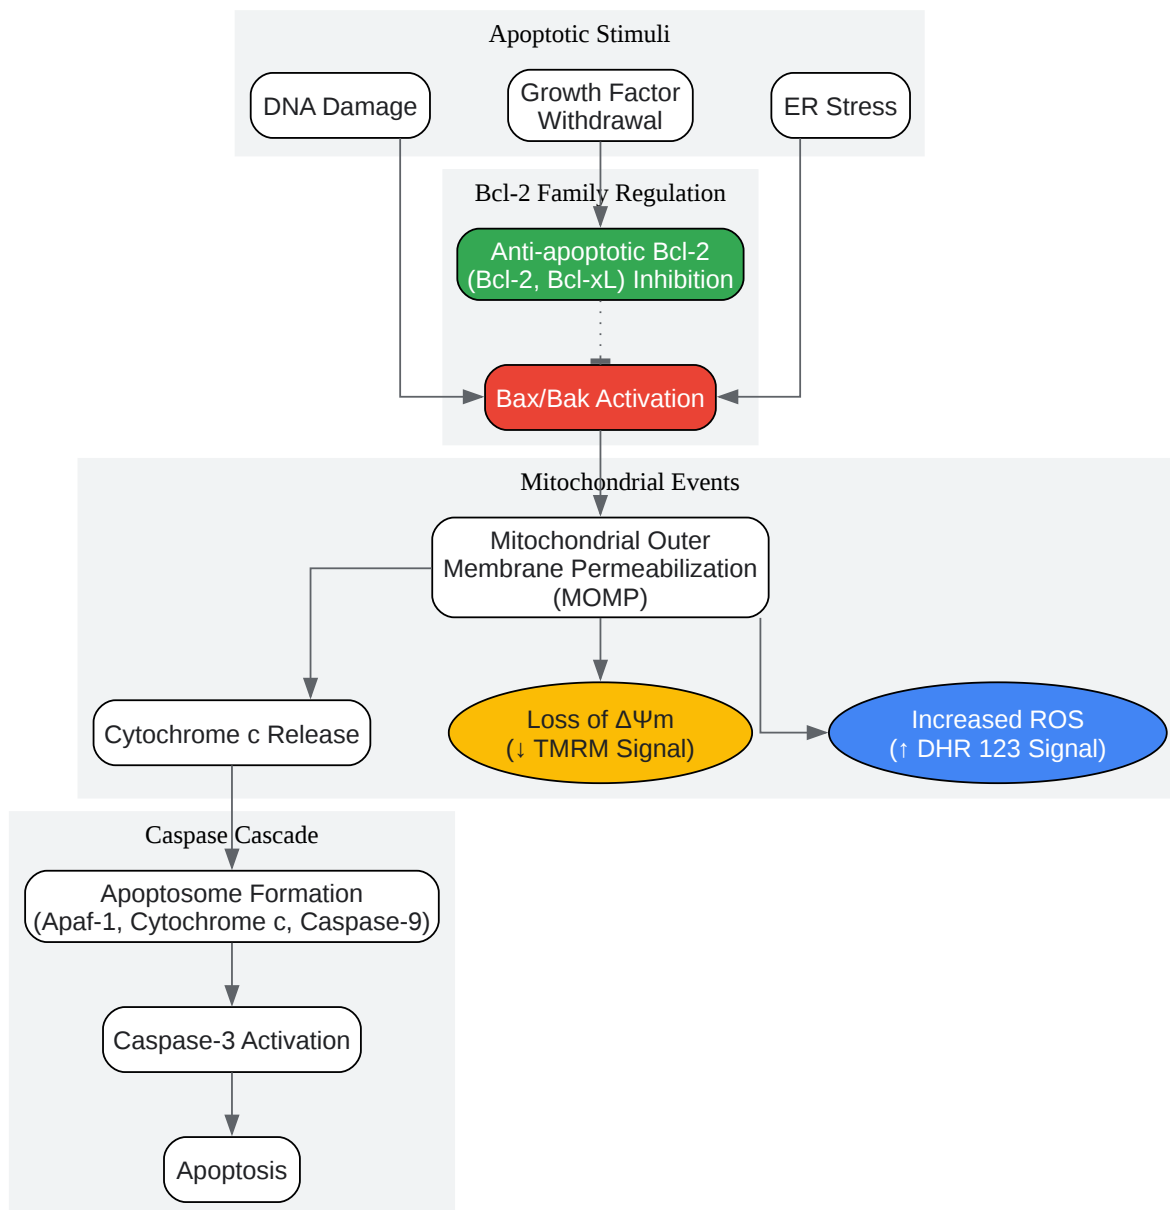 Apoptotic Stimuli
DNA Damage
Growth Factor
Withdrawal
ER Stress
Bcl-2 Family Regulation
Anti-apoptotic Bcl-2
(Bcl-2, Bcl-xL) Inhibition
Bax/Bak Activation
Mitochondrial Events
Mitochondrial Outer
Membrane Permeabilization
(MOMP)
Cytochrome c Release
Loss of ΔΨm
(↓ TMRM Signal)
Increased ROS
(↑ DHR 123 Signal)
Caspase Cascade
Apoptosome Formation
(Apaf-1, Cytochrome c, Caspase-9)
Caspase-3 Activation
Apoptosis